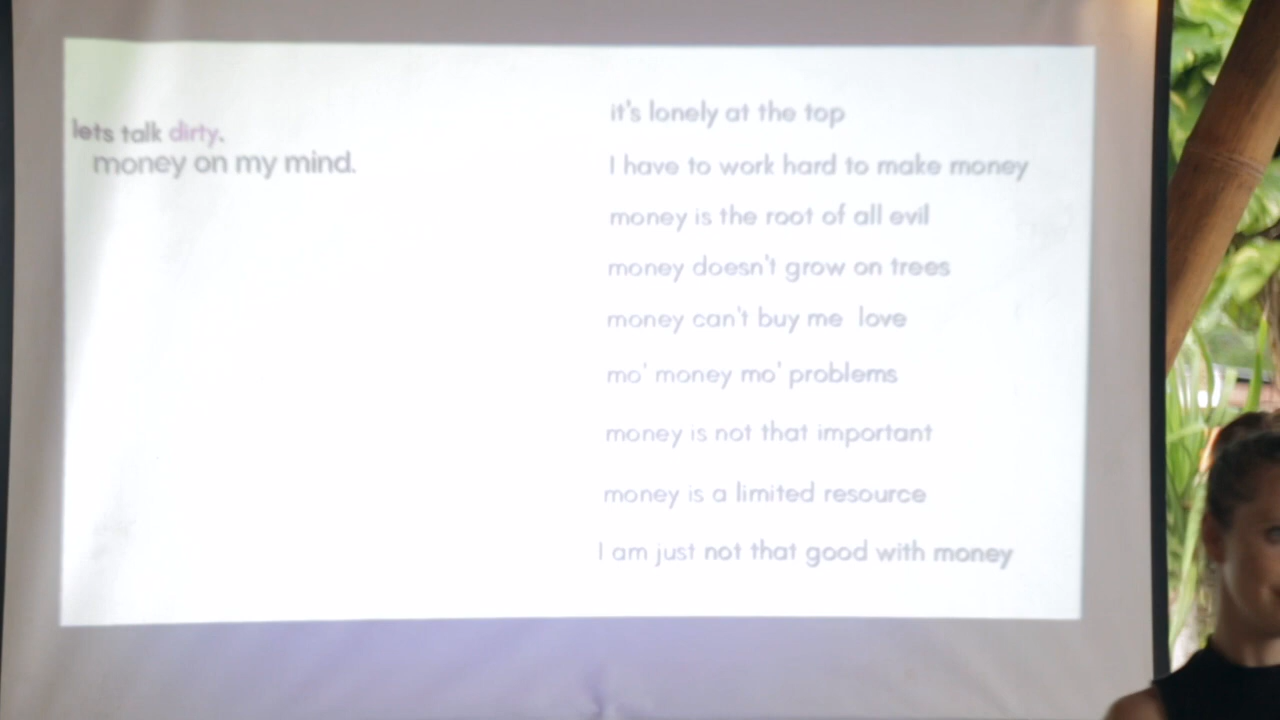 lets talk dirty.
money on my mind.
it's lonely at the top
I have to work hard to make money
money is the root of all evil
money doesn't grow on trees
money can't buy me love
mo' money mo' problems
money is not that important
money is a limited resource
I am just not that good with money